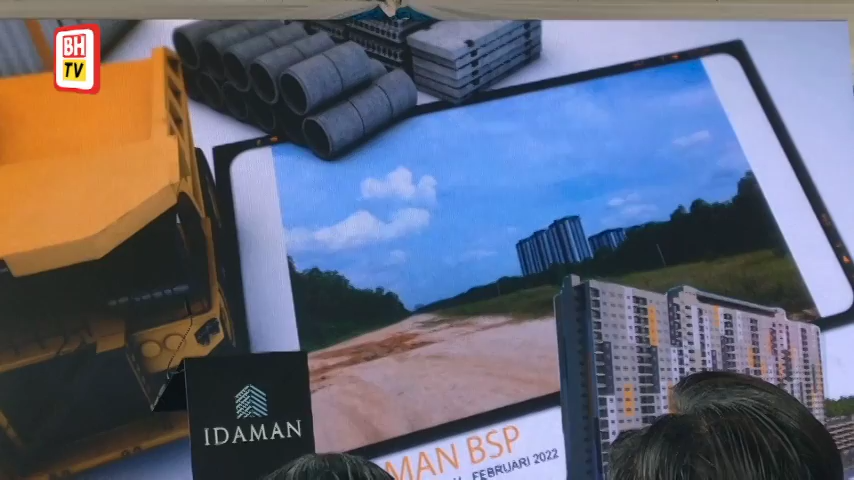 BH
TV
IDAMAN
MAN BSP
FEBRUARI 2022